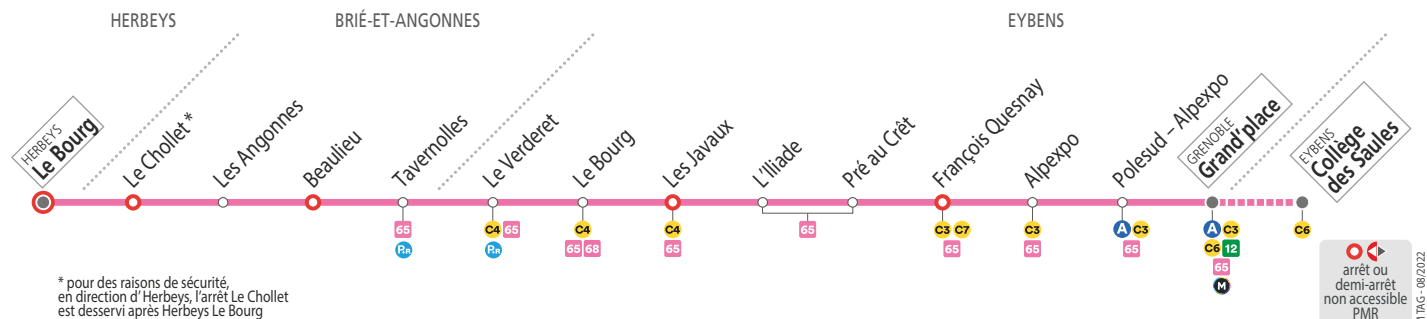 HERBEYS
BRIÉ-ET-ANGONNES
EYBENS
HERBEYS
Le Bourg
Le Chollet *
Les Angonnes
Beaulieu
Tavernolles
Le Verderet
Le Bourg
Les Javaux
L'Iliade
Pré au Crêt
François Quesnay
Alpexpo
Polesud – Alpexpo
GRENOBLE
Grand'place
EYBENS
Collège
des Saules
65
P+R
C4 65
P+R
C4
65 68
C4
65
65
C3 C7
65
C3
65
A C3
65
A C3
C6 12
65
M
C6
* pour des raisons de sécurité,
en direction d'Herbeys, l'arrêt Le Chollet
est desservi après Herbeys Le Bourg
arrêt ou
demi-arrêt
non accessible
PMR
TAG - 08/2022